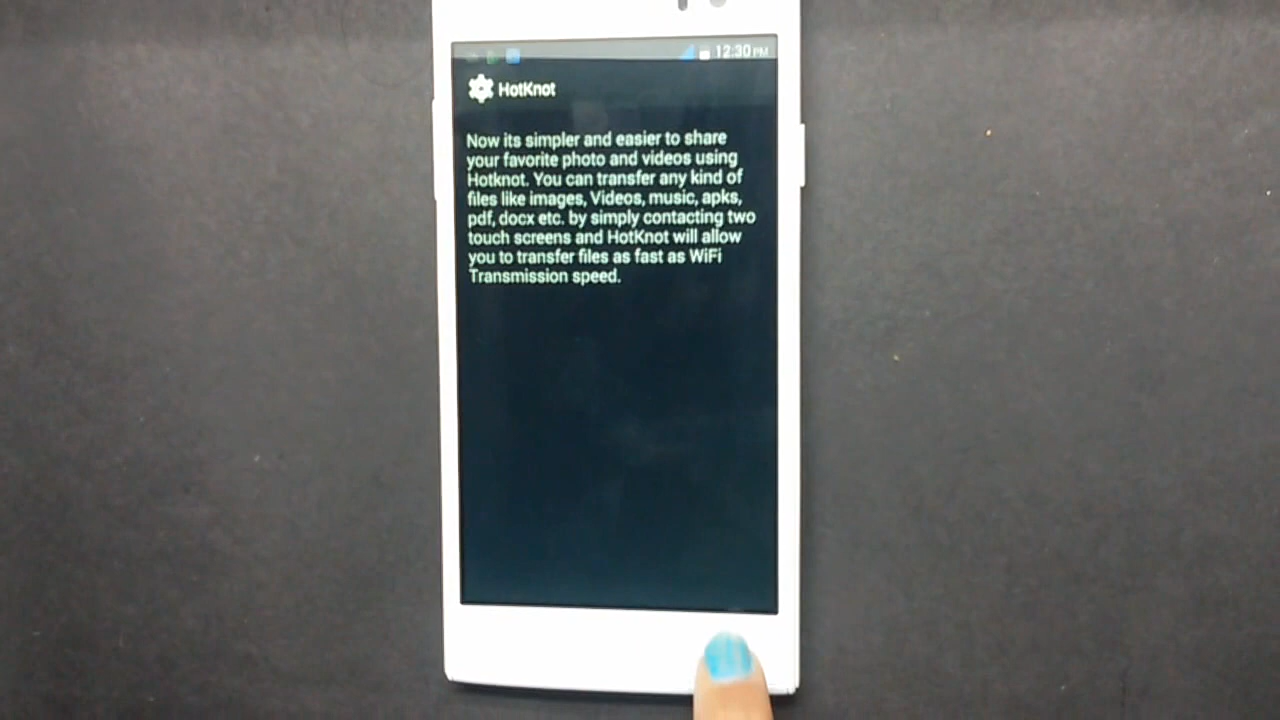 12:30 PM
HotKnot
Now its simpler and easier to share
your favorite photo and videos using
Hotknot. You can transfer any kind of
files like images, Videos, music, apks,
pdf, docx etc. by simply contacting two
touch screens and HotKnot will allow
you to transfer files as fast as WiFi
Transmission speed.